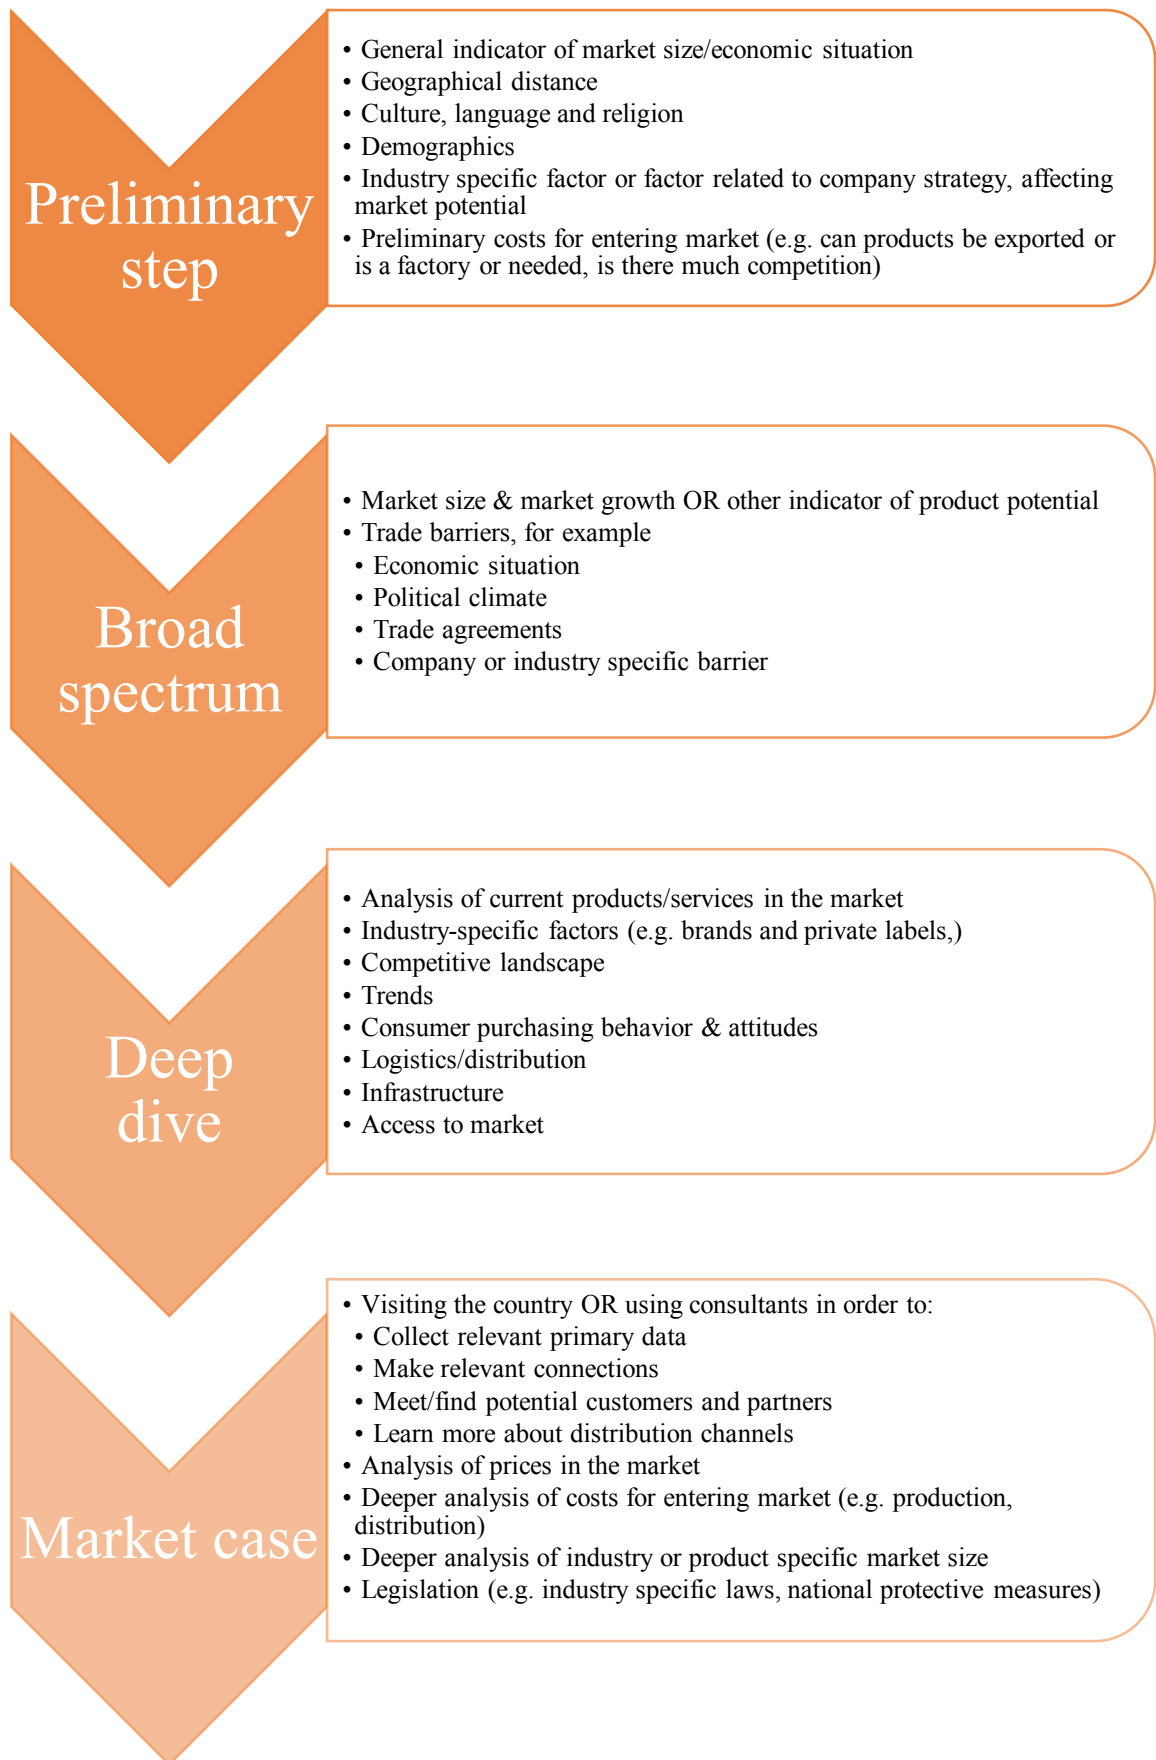 Preliminary
step
• General indicator of market size/economic situation
• Geographical distance
• Culture, language and religion
• Demographics
• Industry specific factor or factor related to company strategy, affecting
market potential
• Preliminary costs for entering market (e.g. can products be exported or
is a factory or needed, is there much competition)
Broad
spectrum
• Market size & market growth OR other indicator of product potential
• Trade barriers, for example
• Economic situation
• Political climate
• Trade agreements
• Company or industry specific barrier
Deep
dive
• Analysis of current products/services in the market
• Industry-specific factors (e.g. brands and private labels,)
• Competitive landscape
• Trends
• Consumer purchasing behavior & attitudes
• Logistics/distribution
• Infrastructure
• Access to market
Market case
• Visiting the country OR using consultants in order to:
• Collect relevant primary data
• Make relevant connections
• Meet/find potential customers and partners
• Learn more about distribution channels
• Analysis of prices in the market
• Deeper analysis of costs for entering market (e.g. production,
distribution)
• Deeper analysis of industry or product specific market size
• Legislation (e.g. industry specific laws, national protective measures)